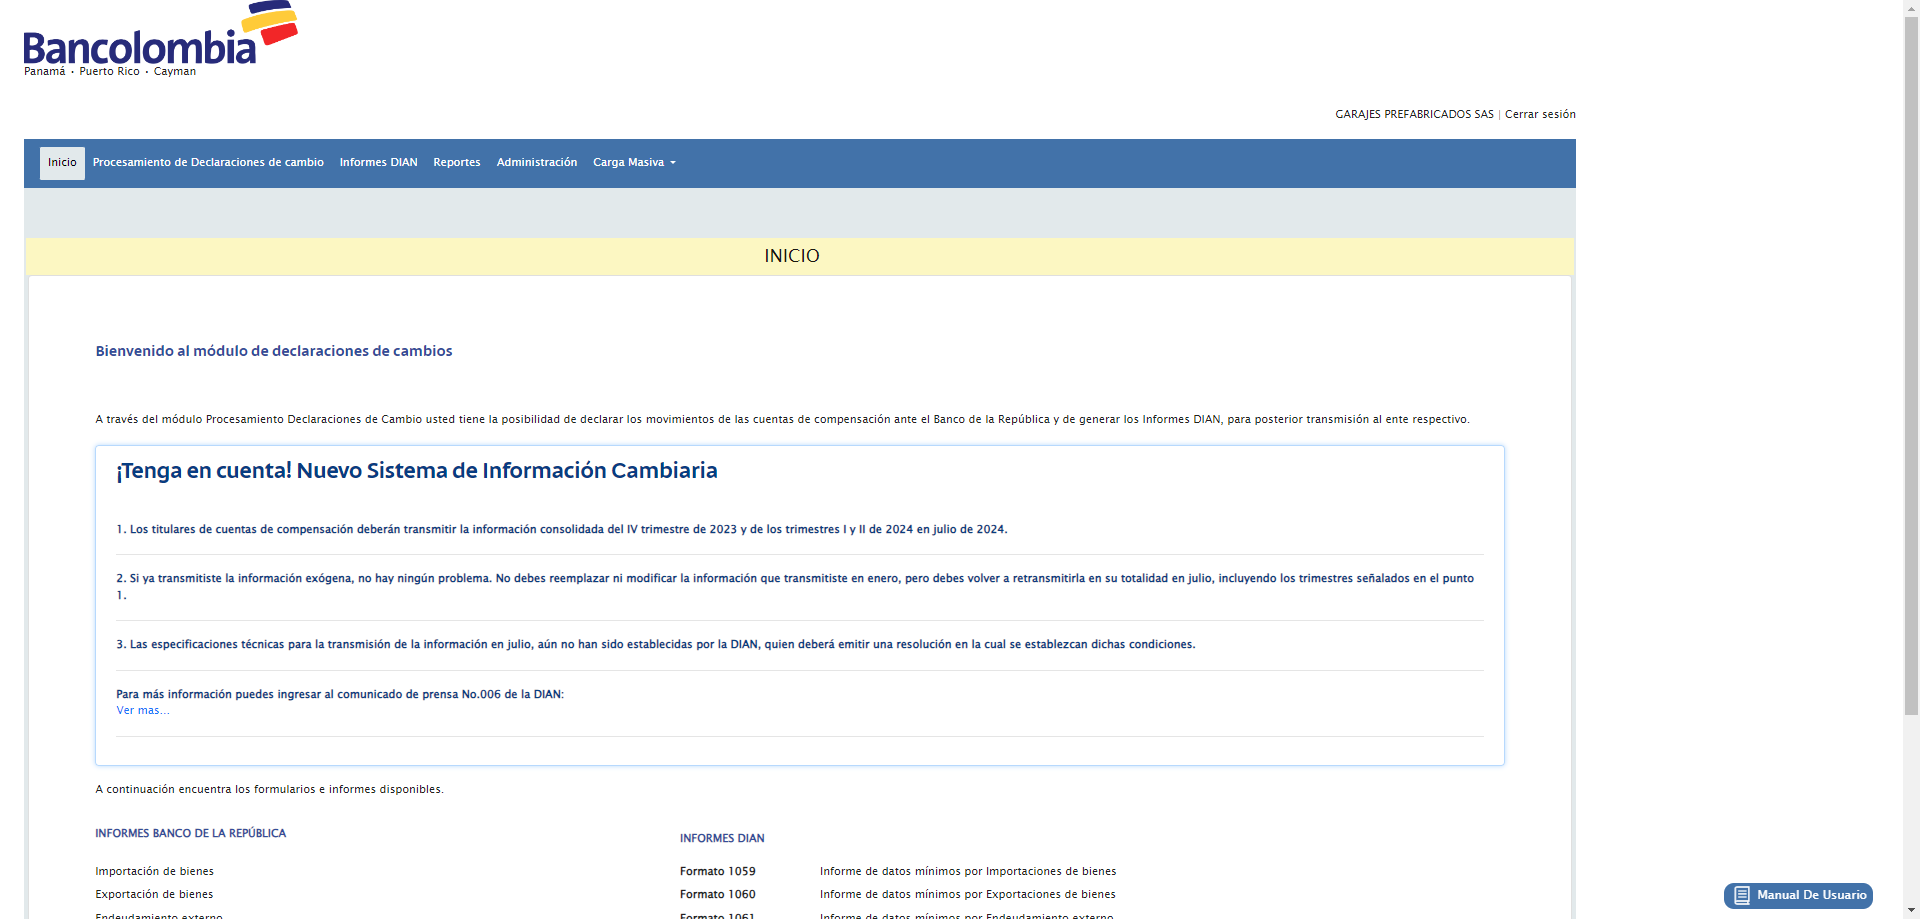 Bancolombia
Panamá • Puerto Rico • Cayman
GARAJES PREFABRICADOS SAS | Cerrar sesión
Inicio Procesamiento de Declaraciones de cambio Informes DIAN Reportes Administración Carga Masiva
INICIO
Bienvenido al módulo de declaraciones de cambios
A través del módulo Procesamiento Declaraciones de Cambio usted tiene la posibilidad de declarar los movimientos de las cuentas de compensación ante el Banco de la República y de generar los Informes DIAN, para posterior transmisión al ente respectivo.
¡Tenga en cuenta! Nuevo Sistema de Información Cambiaria
1. Los titulares de cuentas de compensación deberán transmitir la información consolidada del IV trimestre de 2023 y de los trimestres I y II de 2024 en julio de 2024.
2. Si ya transmitiste la información exógena, no hay ningún problema. No debes reemplazar ni modificar la información que transmitiste en enero, pero debes volver a retransmitirla en su totalidad en julio, incluyendo los trimestres señalados en el punto
1.
3. Las especificaciones técnicas para la transmisión de la información en julio, aún no han sido establecidas por la DIAN, quien deberá emitir una resolución en la cual se establezcan dichas condiciones.
Para más información puedes ingresar al comunicado de prensa No.006 de la DIAN:
Ver mas...
A continuación encuentra los formularios e informes disponibles.
INFORMES BANCO DE LA REPÚBLICA
INFORMES DIAN
Importación de bienes
Formato 1059 Informe de datos mínimos por Importaciones de bienes
Exportación de bienes
Formato 1060 Informe de datos mínimos por Exportaciones de bienes
Endeudamiento externo
Formato 1061 Informe de datos mínimos por Endeudamiento externo
Manual De Usuario